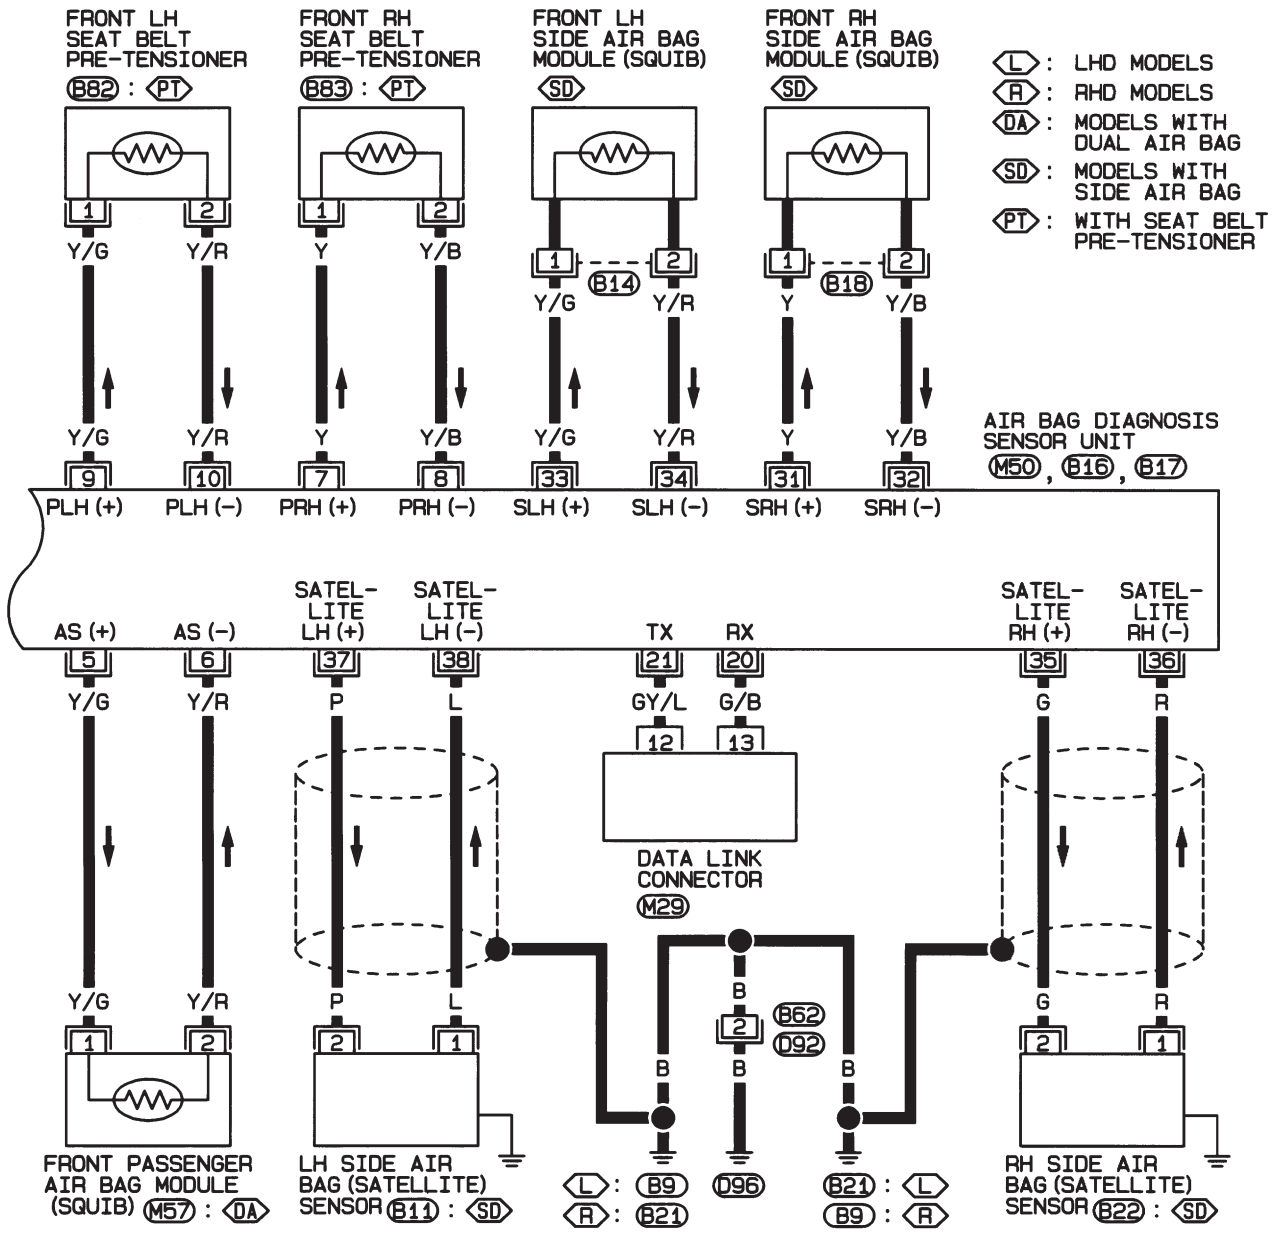 FRONT LH
SEAT BELT
PRE-TENSIONER
B82 : PT
FRONT RH
SEAT BELT
PRE-TENSIONER
B83 : PT
FRONT LH
SIDE AIR BAG
MODULE (SQUIB)
SD
FRONT RH
SIDE AIR BAG
MODULE (SQUIB)
SD
L : LHD MODELS
R : RHD MODELS
DA : MODELS WITH
DUAL AIR BAG
SD : MODELS WITH
SIDE AIR BAG
PT : WITH SEAT BELT
PRE-TENSIONER
1 2 1 2
Y/G Y/R Y Y/B
1 2 1 2
B14 B18
Y/G Y/R Y Y/B
Y/G Y/R Y Y/B Y/G Y/R Y Y/B
AIR BAG DIAGNOSIS
SENSOR UNIT
M50 , B16 , B17
9 10 7 8 33 34 31 32
PLH (+) PLH (-) PRH (+) PRH (-) SLH (+) SLH (-) SRH (+) SRH (-)
AS (+) AS (-)
SATEL-
LITE
LH (+)
SATEL-
LITE
LH (-)
TX RX
SATEL-
LITE
RH (+)
SATEL-
LITE
RH (-)
5 6 37 38 21 20 35 36
Y/G Y/R P L GY/L G/B G R
12 13
DATA LINK
CONNECTOR
M29
Y/G Y/R P L B G R
2 B62
D92
1 2 2 1 B B B 2 1
FRONT PASSENGER
AIR BAG MODULE
(SQUIB) M57 : DA
LH SIDE AIR
BAG (SATELLITE)
SENSOR B11 : SD
L : B9
R : B21
D96
B21 : L
B9 : R
RH SIDE AIR
BAG (SATELLITE)
SENSOR B22 : SD